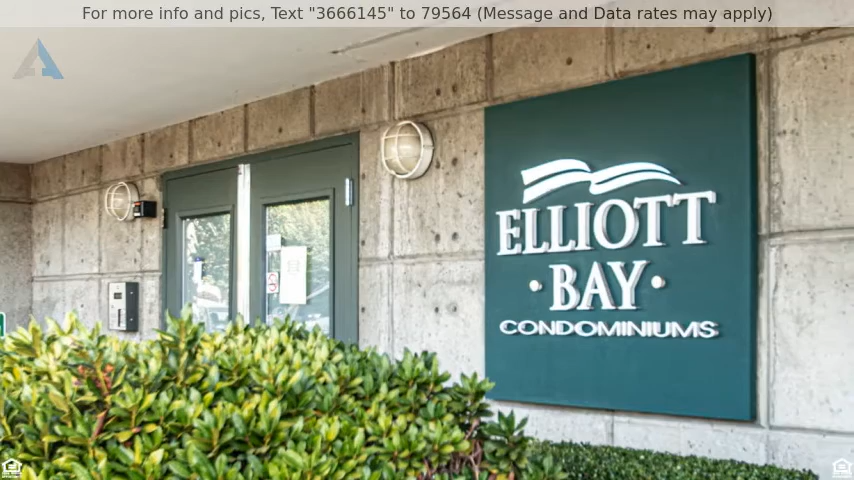 For more info and pics, Text "3666145" to 79564 (Message and Data rates may apply)
ELLIOTT
·BAY·
CONDOMINIUMS